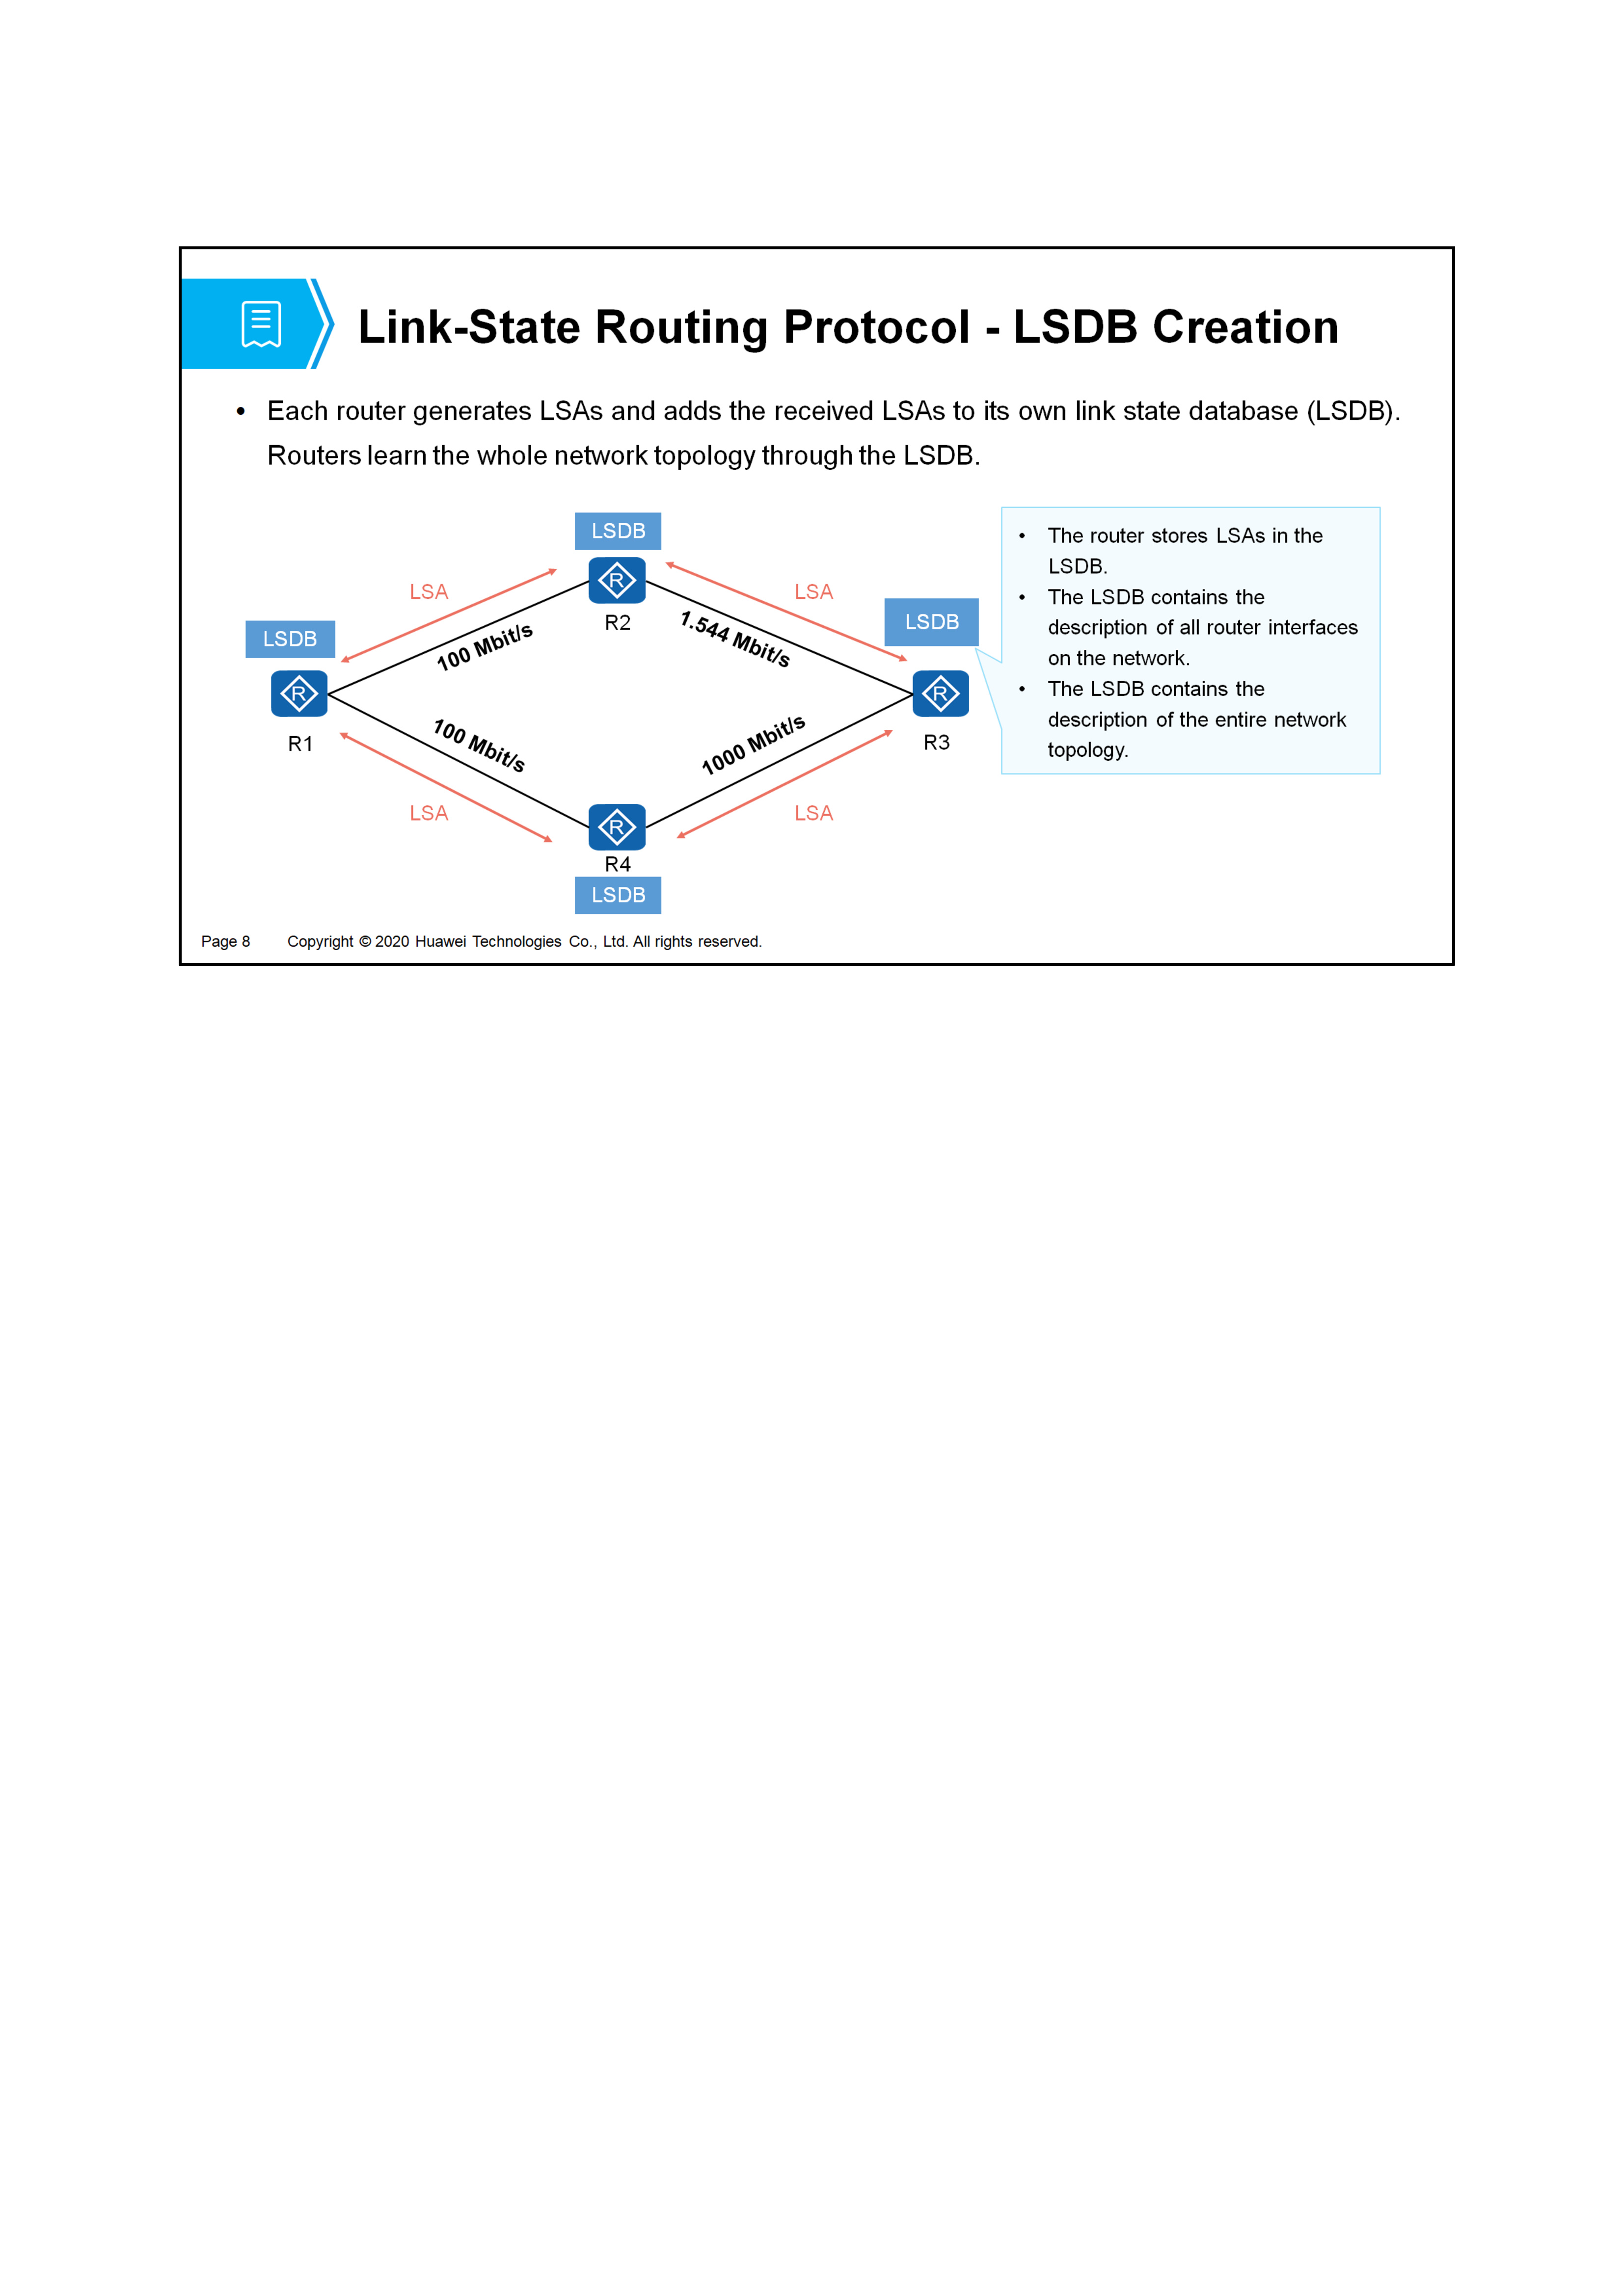 Link-State Routing Protocol - LSDB Creation
• Each router generates LSAs and adds the received LSAs to its own link state database (LSDB).
Routers learn the whole network topology through the LSDB.
LSDB
R
R2
LSA
LSA
100 Mbit/s
1.544 Mbit/s
LSDB
R
R1
LSDB
R
R3
100 Mbit/s
1000 Mbit/s
LSA
LSA
R
R4
LSDB
• The router stores LSAs in the
LSDB.
• The LSDB contains the
description of all router interfaces
on the network.
• The LSDB contains the
description of the entire network
topology.
Page 8 Copyright © 2020 Huawei Technologies Co., Ltd. All rights reserved.